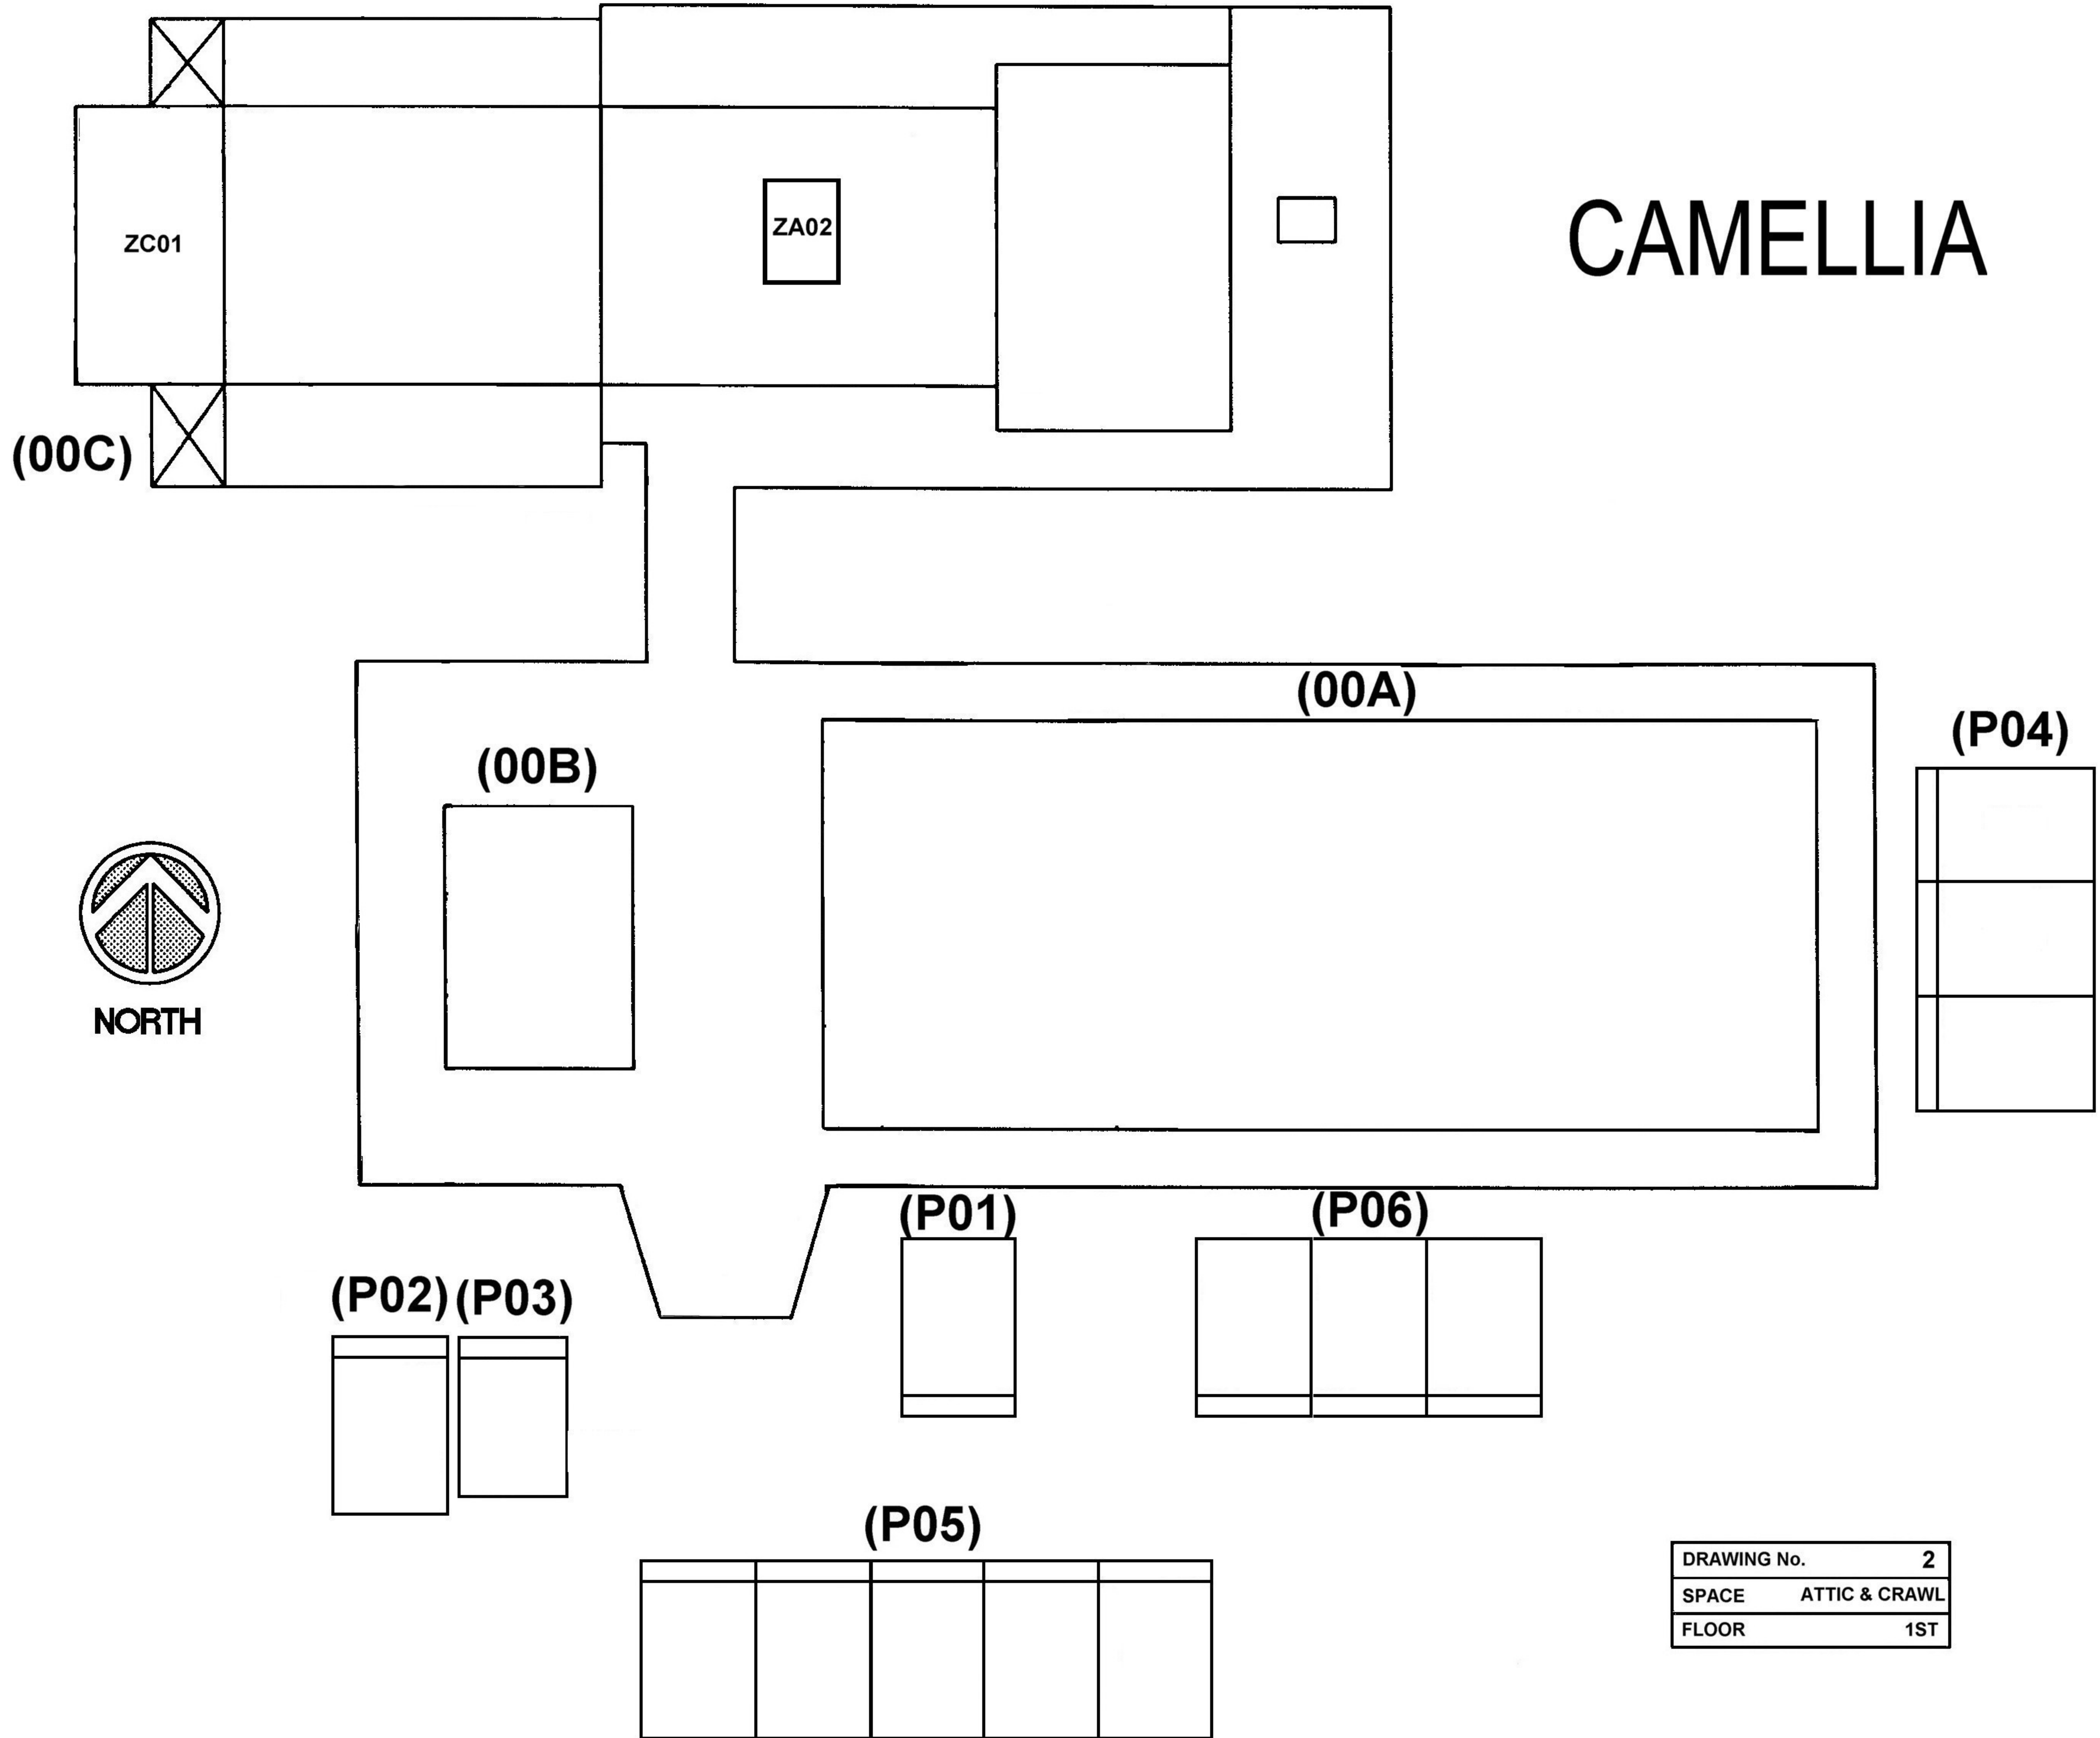 ZC01
ZA02
CAMELLIA
(00C)
(00A)
(P04)
(00B)
NORTH
(P01)
(P06)
(P02)
(P03)
(P05)
DRAWING No. 2
SPACE ATTIC & CRAWL
FLOOR 1ST